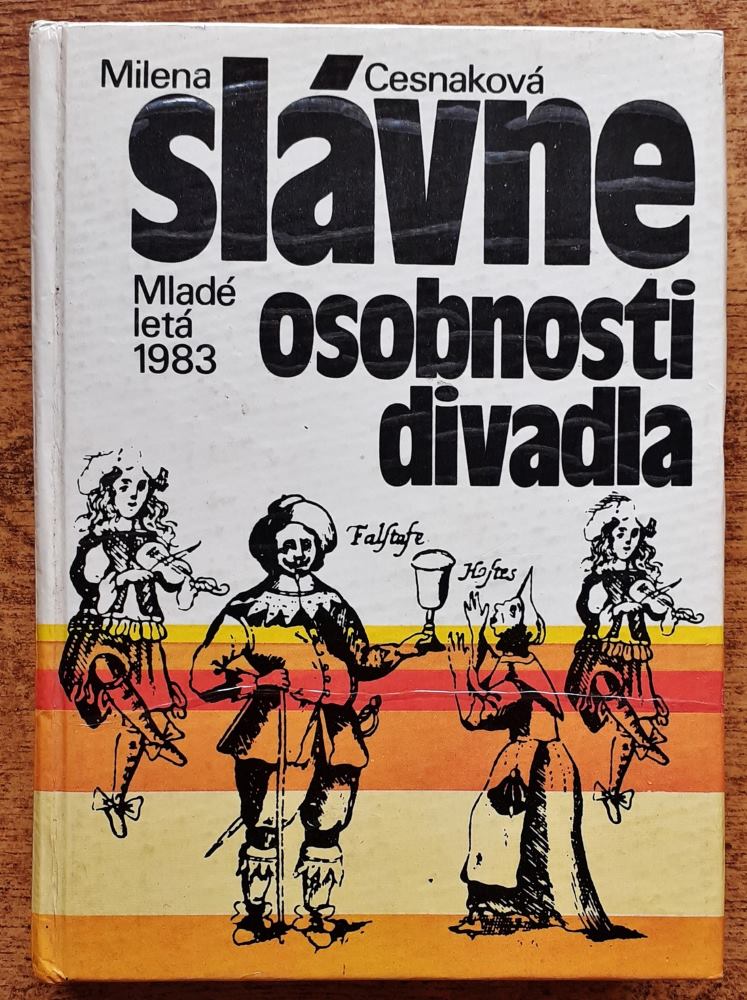 Milena Cesnaková
slávne
osobnosti
divadla
Mladé
letá
1983
Falstafe
Hostes